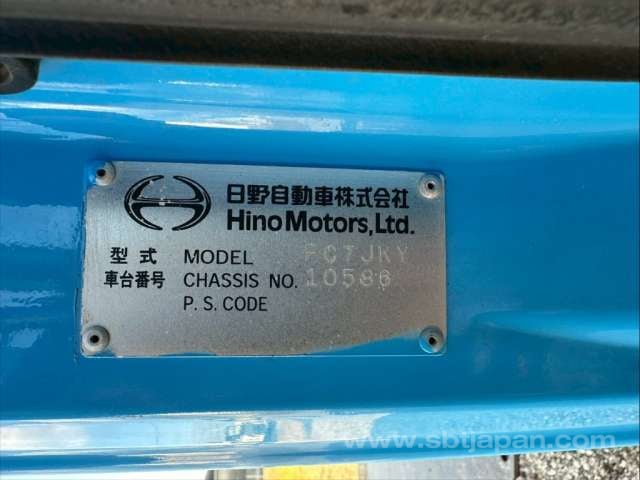 日野自動車株式会社
Hino Motors, Ltd.
型式 MODEL FC7JKY
車台番号 CHASSIS NO. 10586
P.S. CODE
www.sbtjapan.com